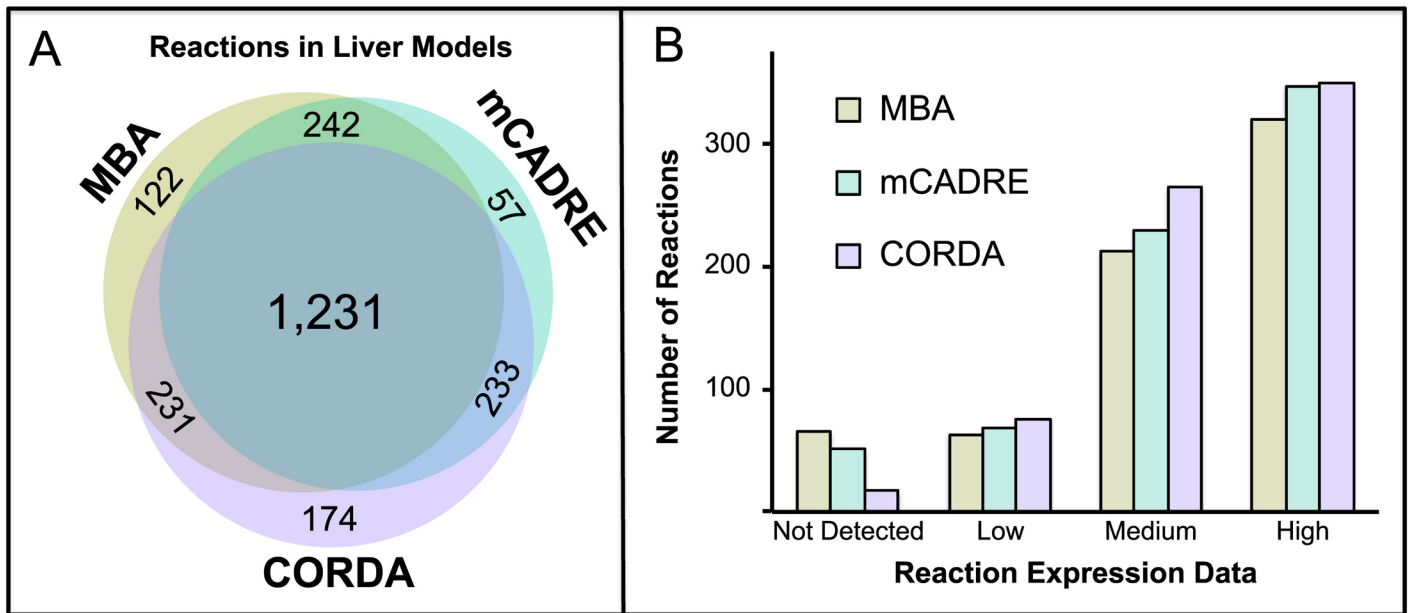 A
Reactions in Liver Models
MBA
mCADRE
242
122
57
1,231
231
233
174
CORDA
B
MBA
mCADRE
CORDA
Number of Reactions
300
200
100
Not Detected
Low
Medium
High
Reaction Expression Data